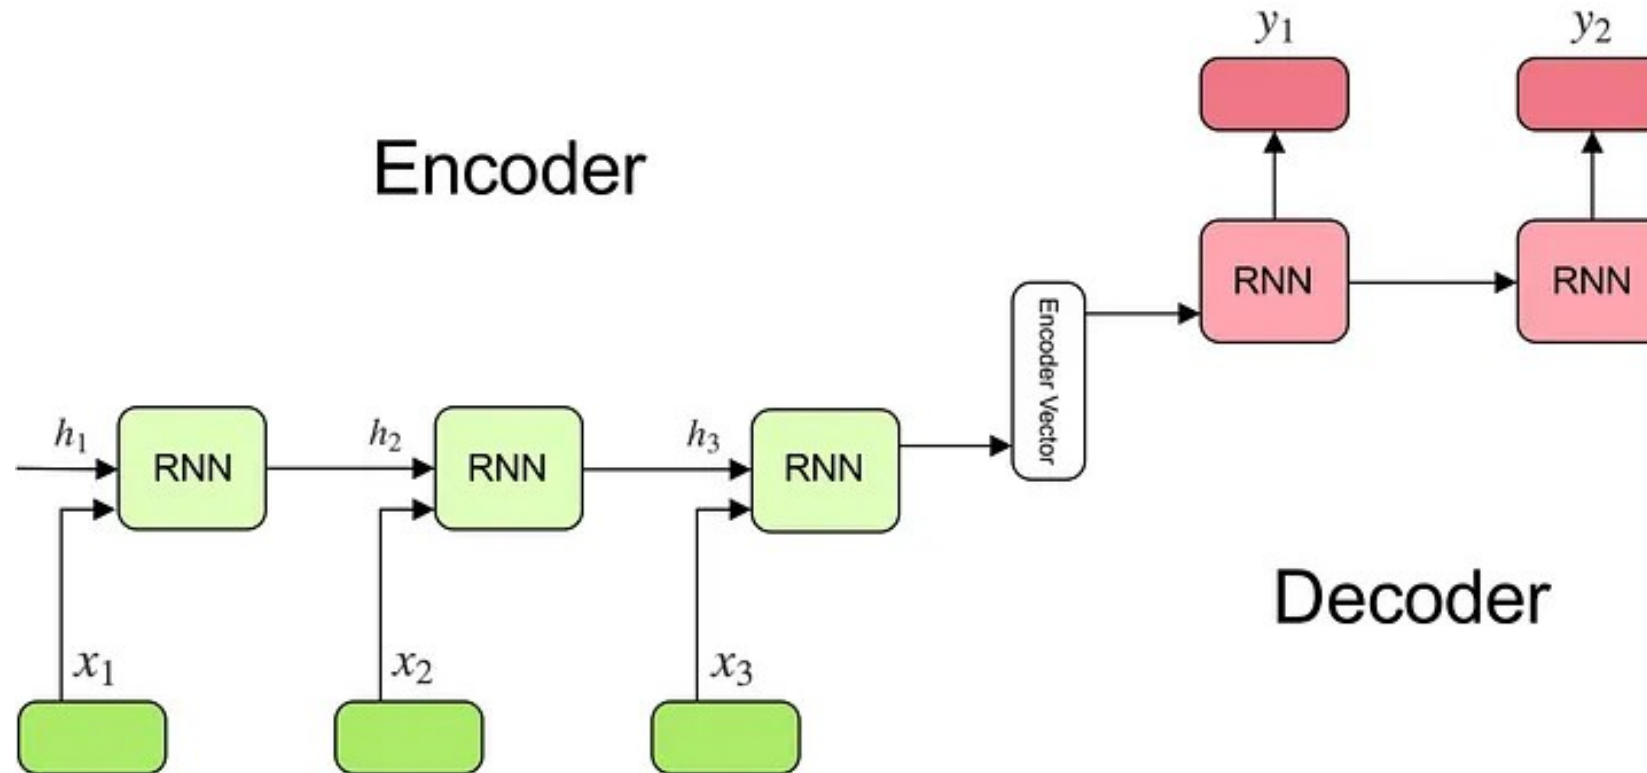 y₁ y₂
Encoder
RNN RNN
Encoder Vector
h₁ h₂ h₃
RNN RNN RNN
Decoder
x₁ x₂ x₃